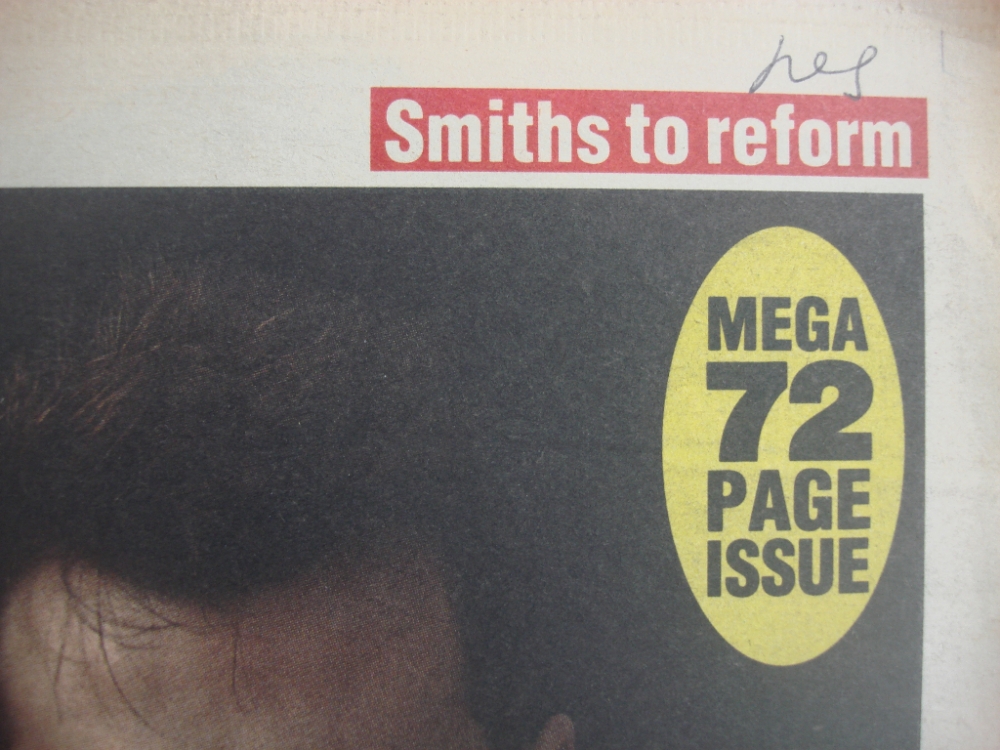 Smiths to reform
MEGA
72
PAGE
ISSUE